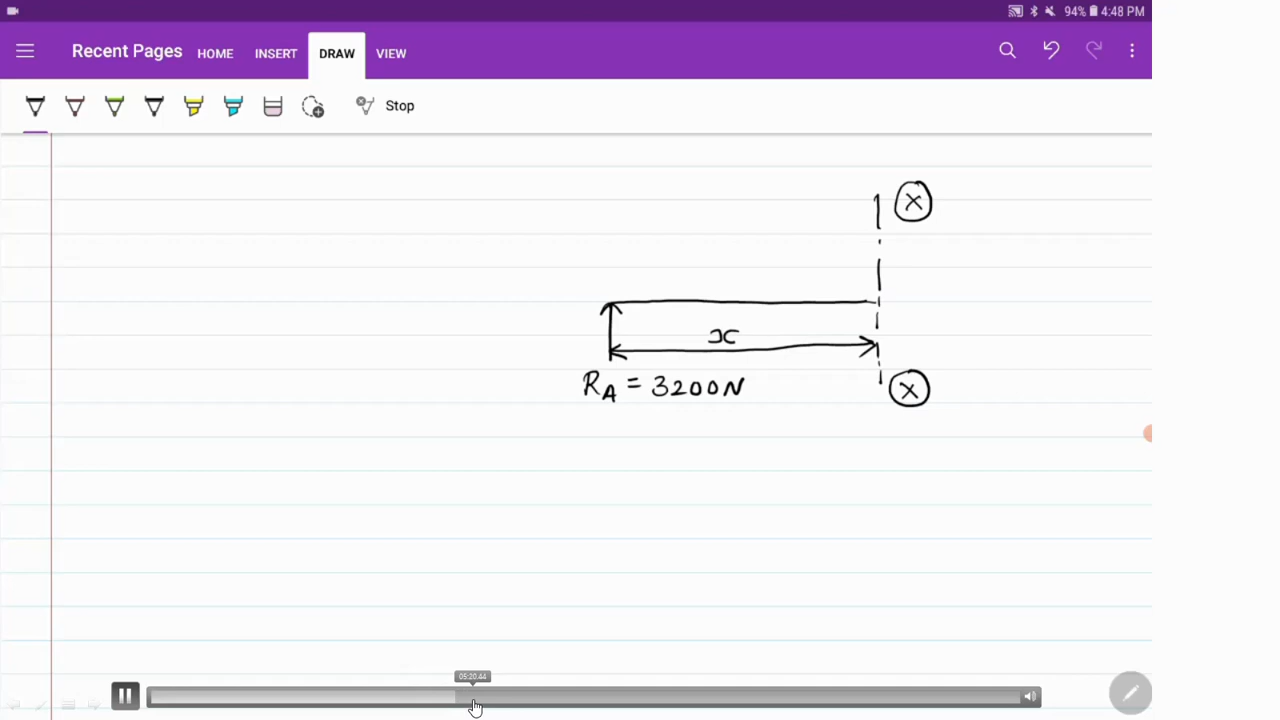 94% 4:48 PM
Recent Pages HOME INSERT DRAW VIEW
Stop
X
x
R_A = 3200N
X
05:20.44